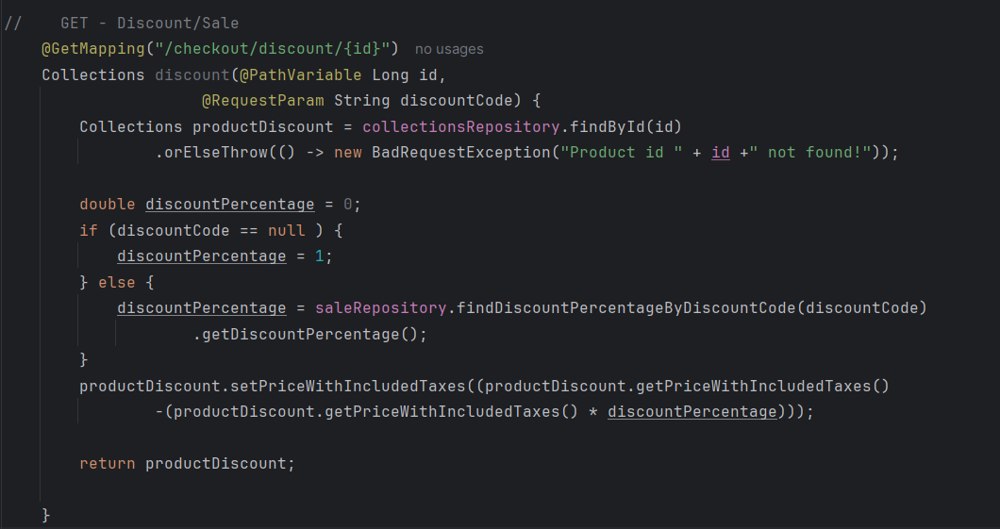 //    GET - Discount/Sale
@GetMapping("/checkout/discount/{id}")  no usages
Collections discount(@PathVariable Long id,
@RequestParam String discountCode) {
Collections productDiscount = collectionsRepository.findById(id)
.orElseThrow(() -> new BadRequestException("Product id " + id +" not found!"));
double discountPercentage = 0;
if (discountCode == null ) {
discountPercentage = 1;
} else {
discountPercentage = saleRepository.findDiscountPercentageByDiscountCode(discountCode)
.getDiscountPercentage();
}
productDiscount.setPriceWithIncludedTaxes((productDiscount.getPriceWithIncludedTaxes()
-(productDiscount.getPriceWithIncludedTaxes() * discountPercentage)));
return productDiscount;
}